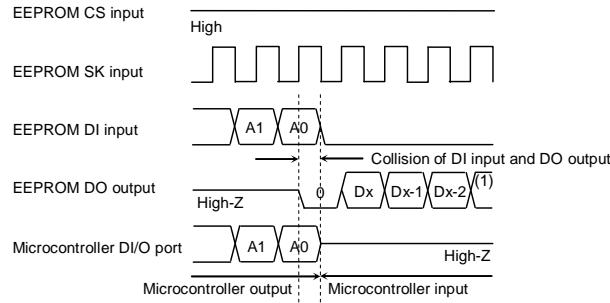 EEPROM CS input
High
EEPROM SK input
EEPROM DI input
A1 A0
Collision of DI input and DO output
EEPROM DO output
High-Z
0 Dx Dx-1 Dx-2 (1)
Microcontroller DI/O port
A1 A0
High-Z
Microcontroller output Microcontroller input